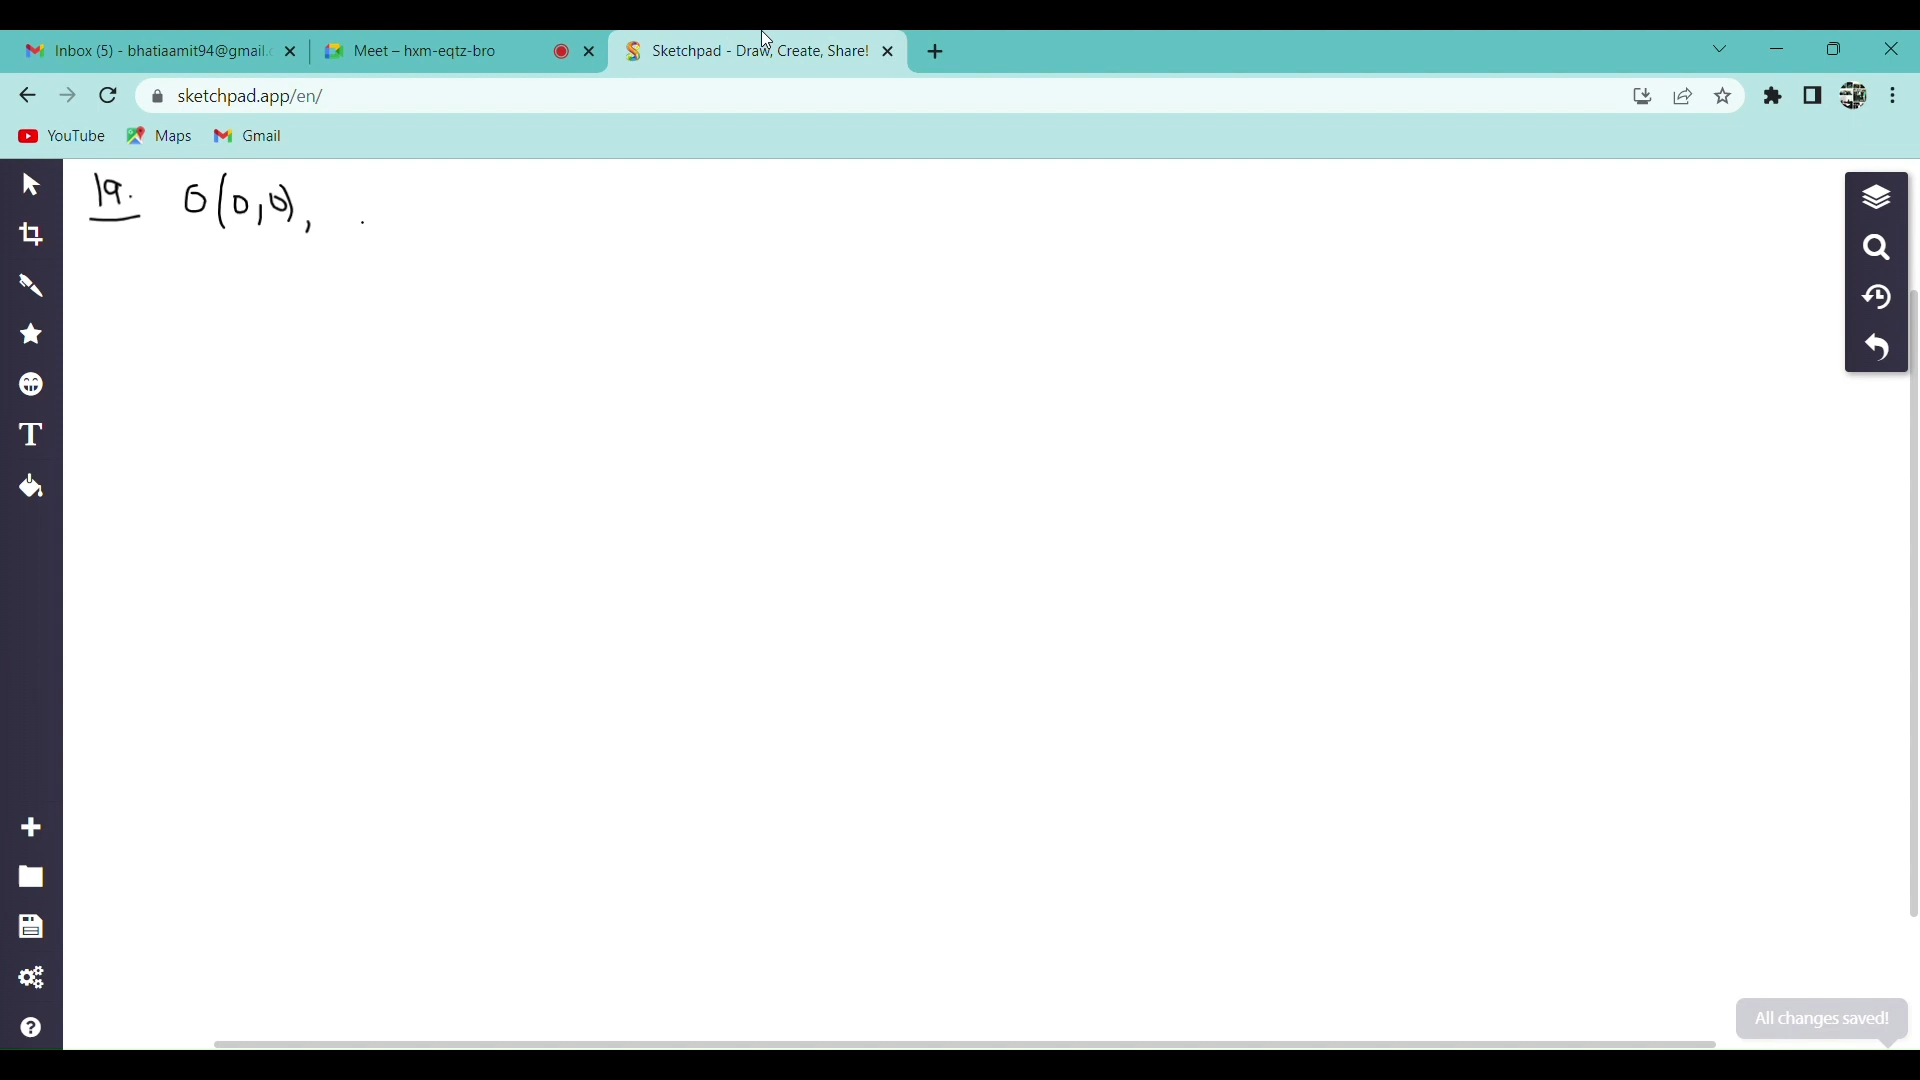 Inbox (5) - bhatiaamit94@gmail.c
Meet – hxm-eqtz-bro
Sketchpad - Draw, Create, Share!
sketchpad.app/en/
YouTube
Maps
Gmail
19. O(0,0),
All changes saved!